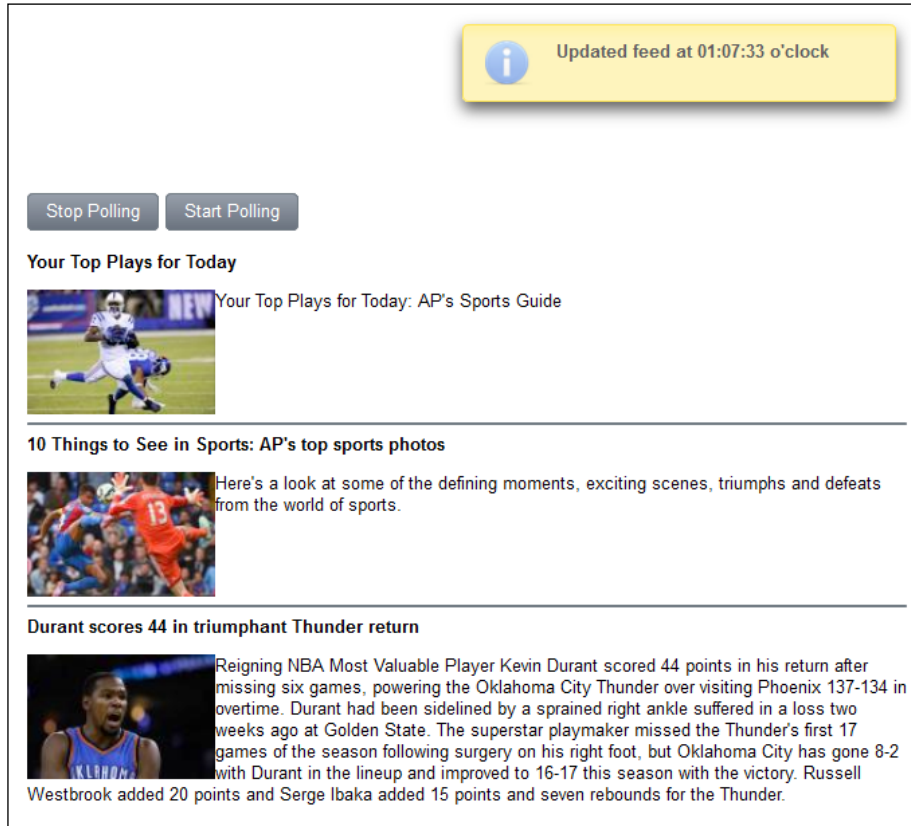 Updated feed at 01:07:33 o'clock
Stop Polling
Start Polling
Your Top Plays for Today
NEW
Your Top Plays for Today: AP's Sports Guide
10 Things to See in Sports: AP's top sports photos
13
Here's a look at some of the defining moments, exciting scenes, triumphs and defeats
from the world of sports.
Durant scores 44 in triumphant Thunder return
Reigning NBA Most Valuable Player Kevin Durant scored 44 points in his return after
missing six games, powering the Oklahoma City Thunder over visiting Phoenix 137-134 in
overtime. Durant had been sidelined by a sprained right ankle suffered in a loss two
weeks ago at Golden State. The superstar playmaker missed the Thunder's first 17
games of the season following surgery on his right foot, but Oklahoma City has gone 8-2
with Durant in the lineup and improved to 16-17 this season with the victory. Russell
Westbrook added 20 points and Serge Ibaka added 15 points and seven rebounds for the Thunder.